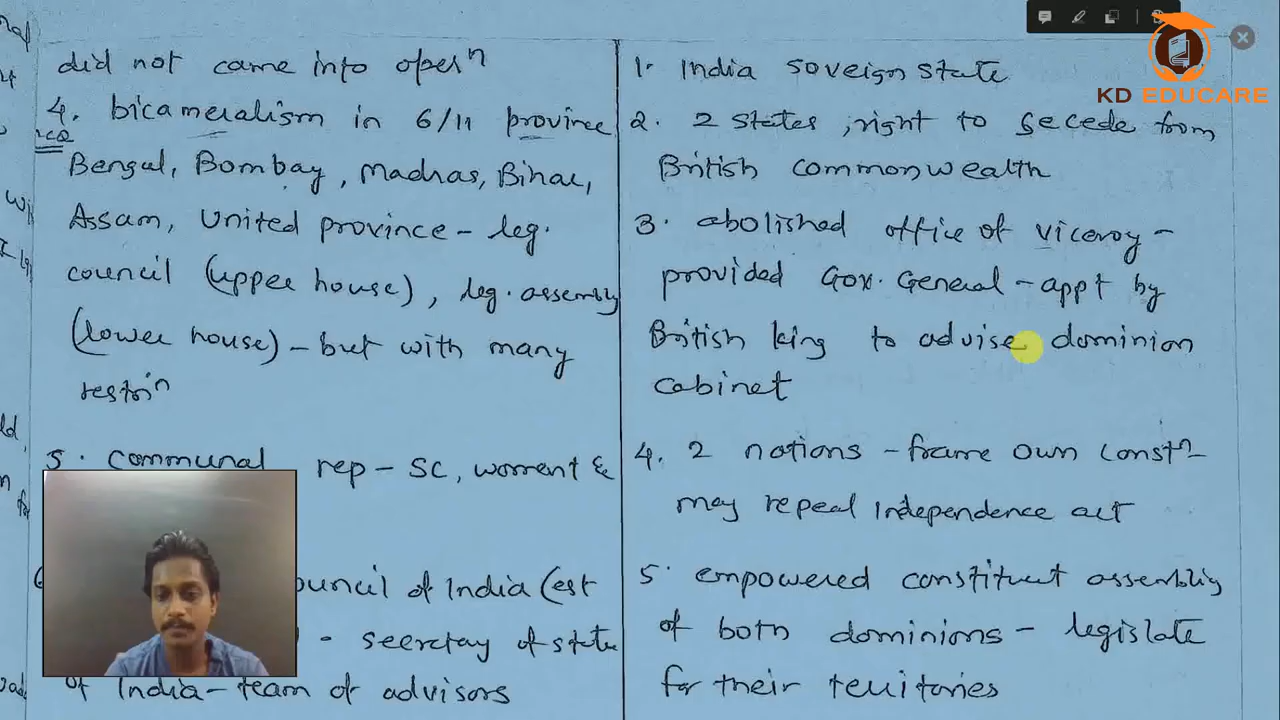 did not came into operⁿ
4. bicameralism in 6/11 province
Bengal, Bombay, Madras, Bihar,
Assam, United province - leg.
council (upper house), leg. assembly
(lower house) - but with many
restriⁿ
5. communal rep - SC, women &
ouncil of India (est
- secretay of state
of India - team of advisors
KD EDUCARE
1. India soveign state
2. 2 states, right to secede from
British commonwealth
3. abolished office of viceroy -
provided Gov. General - appt by
British king to advise dominion
cabinet
4. 2 nations - frame own constⁿ
may repeal Independence act
5. empowered constituent assembly
of both dominions - legislate
for their territories